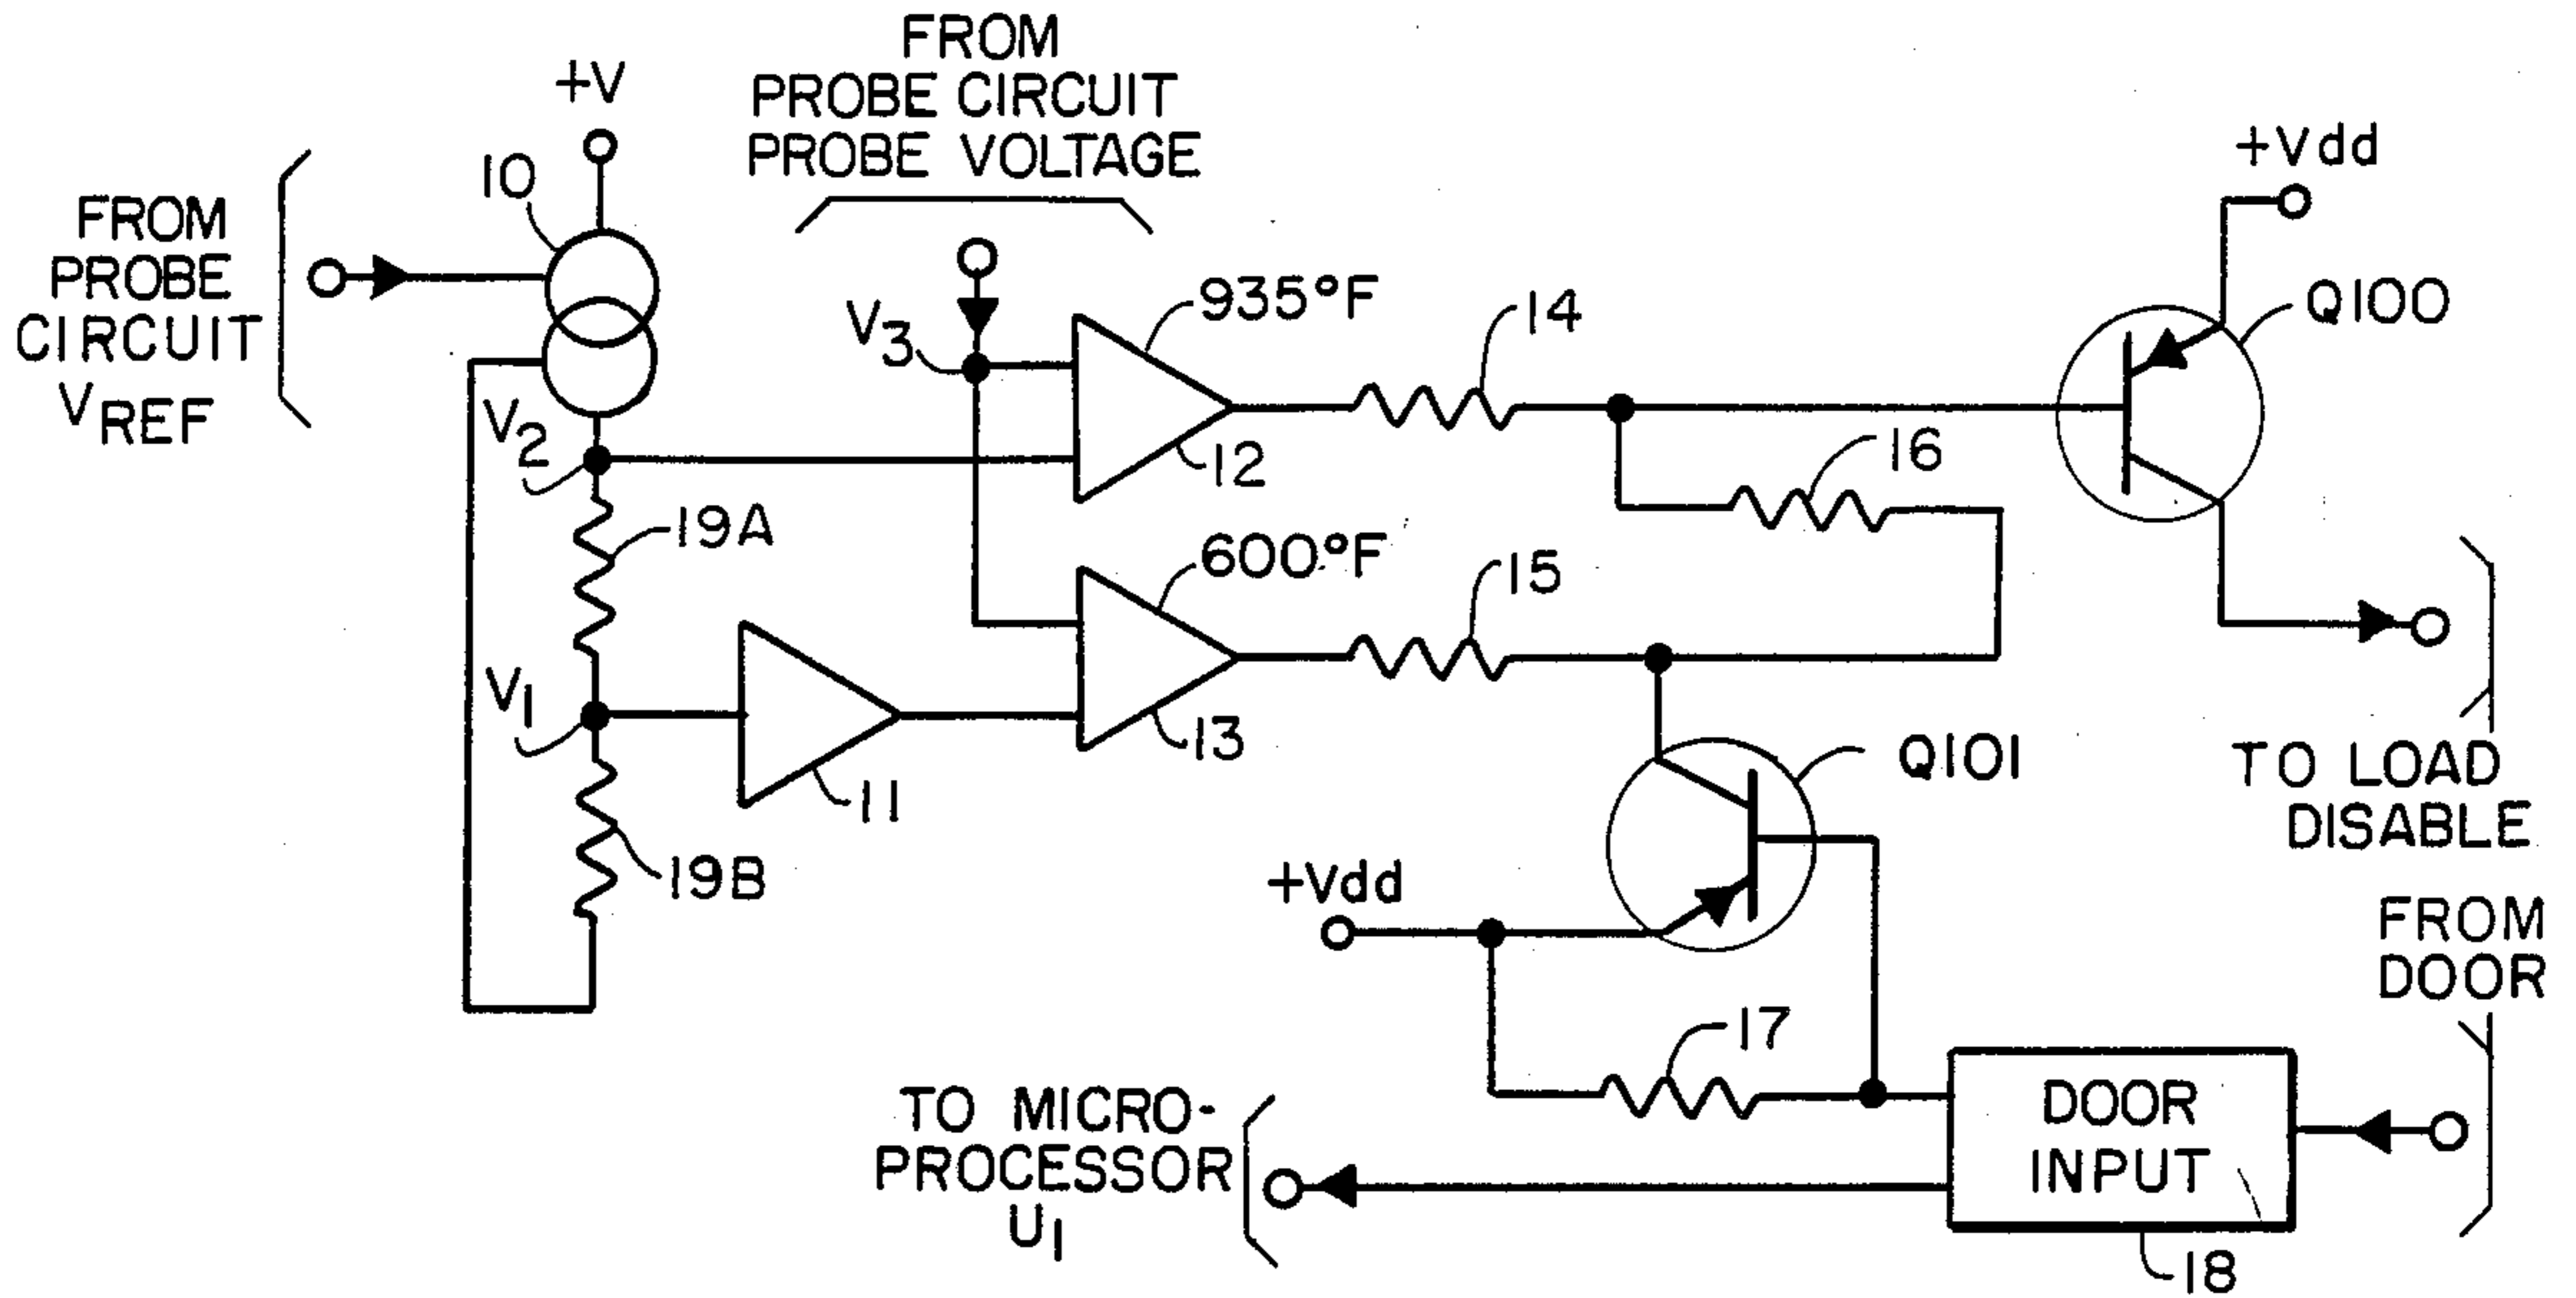 FROM
PROBE CIRCUIT
PROBE VOLTAGE
+V
10
FROM
PROBE
CIRCUIT
VREF
+Vdd
V3
935°F
14
Q100
V2
12
16
19A
600°F
15
V1
13
11
Q101
TO LOAD
DISABLE
19B
+Vdd
FROM
DOOR
17
TO MICRO-
PROCESSOR
U1
DOOR
INPUT
18